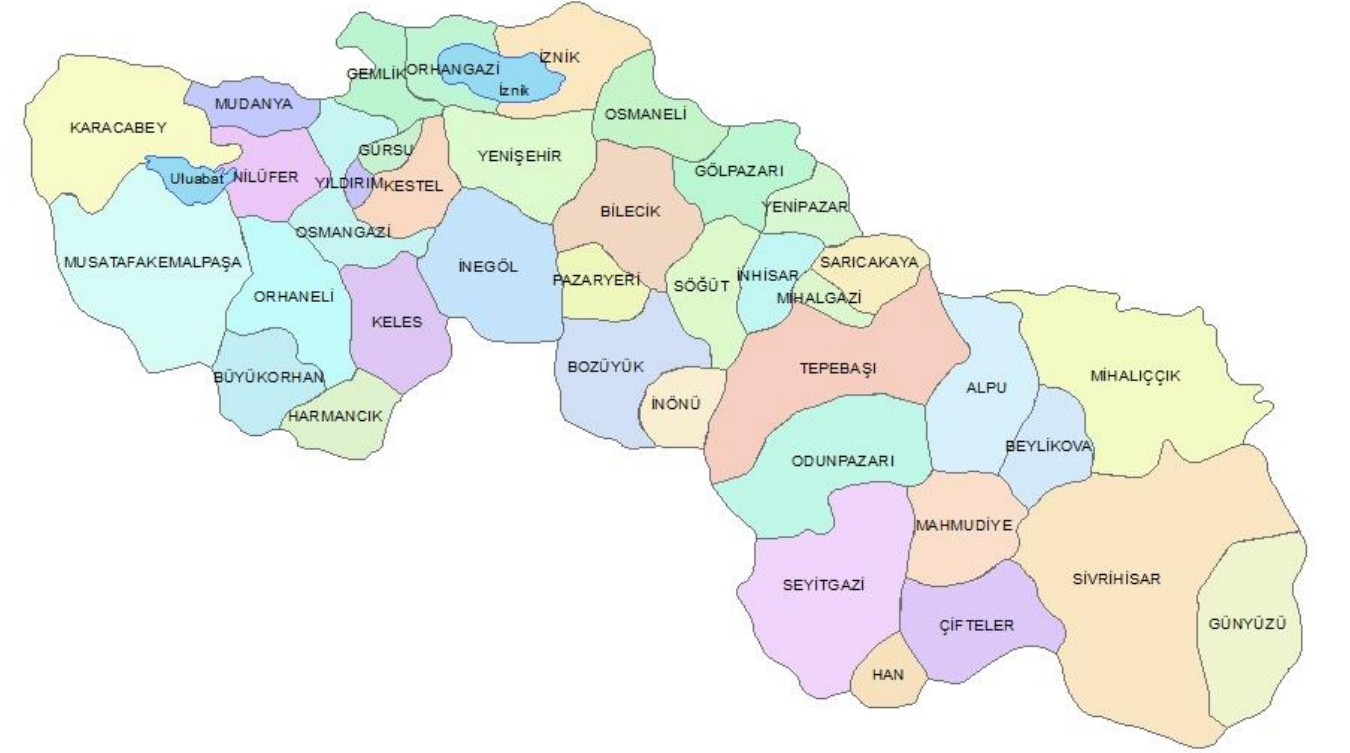 İZNİK
ORHANGAZİ
GEMLİK
İznik
MUDANYA
OSMANELİ
KARACABEY
GÜRSU
YENİŞEHİR
GÖLPAZARI
Uluabat
NİLÜFER
YILDIRIM
KESTEL
BİLECİK
YENİPAZAR
OSMANGAZİ
MUSATAFAKEMALPAŞA
İNEGÖL
SARICAKAYA
PAZARYERİ
SÖĞÜT
İNHİSAR
ORHANELİ
MİHALGAZİ
KELES
BOZÜYÜK
TEPEBAŞI
BÜYÜKORHAN
MİHALIÇÇIK
ALPU
İNÖNÜ
HARMANCIK
BEYLİKOVA
ODUNPAZARI
MAHMUDİYE
SİVRİHİSAR
SEYİTGAZİ
ÇİFTELER
GÜNYÜZÜ
HAN